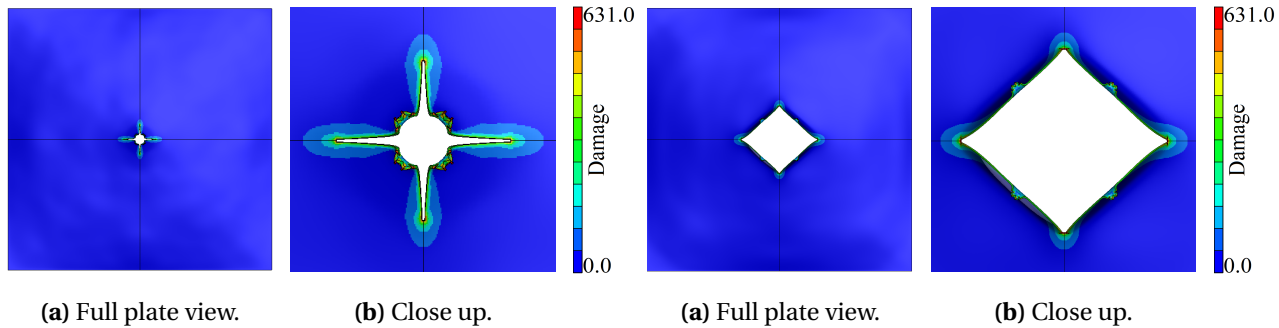 631.0
Damage
0.0
631.0
Damage
0.0
(a) Full plate view.
(b) Close up.
(a) Full plate view.
(b) Close up.